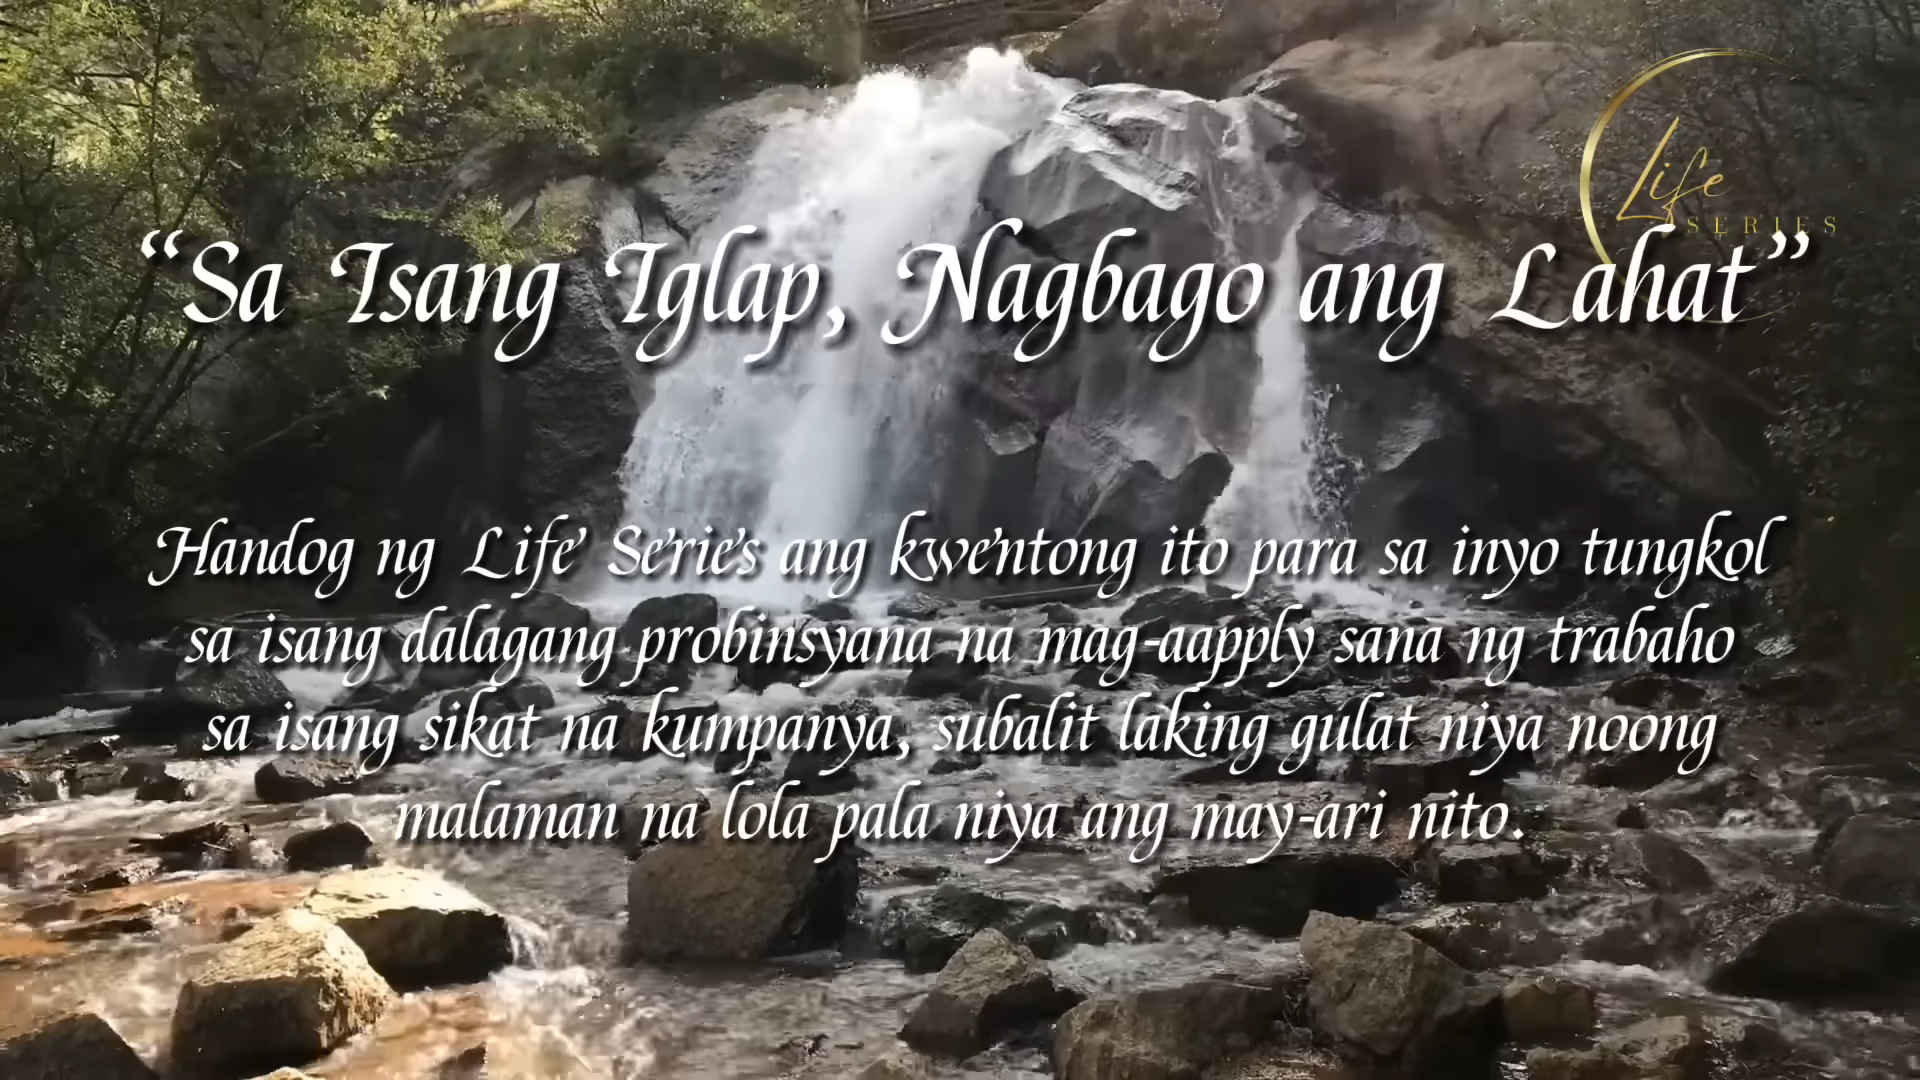 Life
SERIES
“Sa Isang Iglap, Nagbago ang Lahat”
Handog ng Life Series ang kwentong ito para sa inyo tungkol
sa isang dalagang probinsyana na mag-aapply sana ng trabaho
sa isang sikat na kumpanya, subalit laking gulat niya noong
malaman na lola pala niya ang may-ari nito.